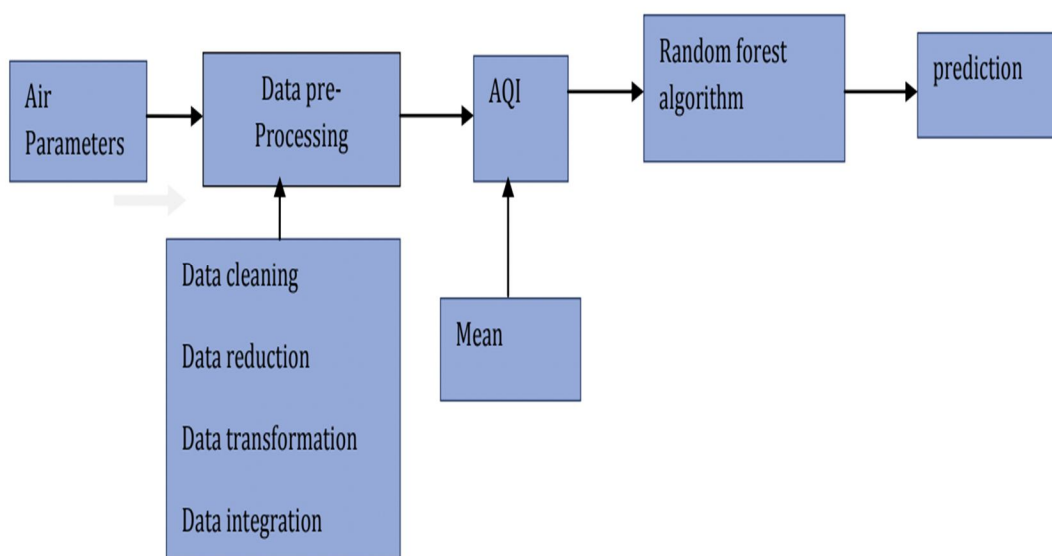 Air
Parameters
Data pre-
Processing
AQI
Random forest
algorithm
prediction
Data cleaning
Data reduction
Data transformation
Data integration
Mean